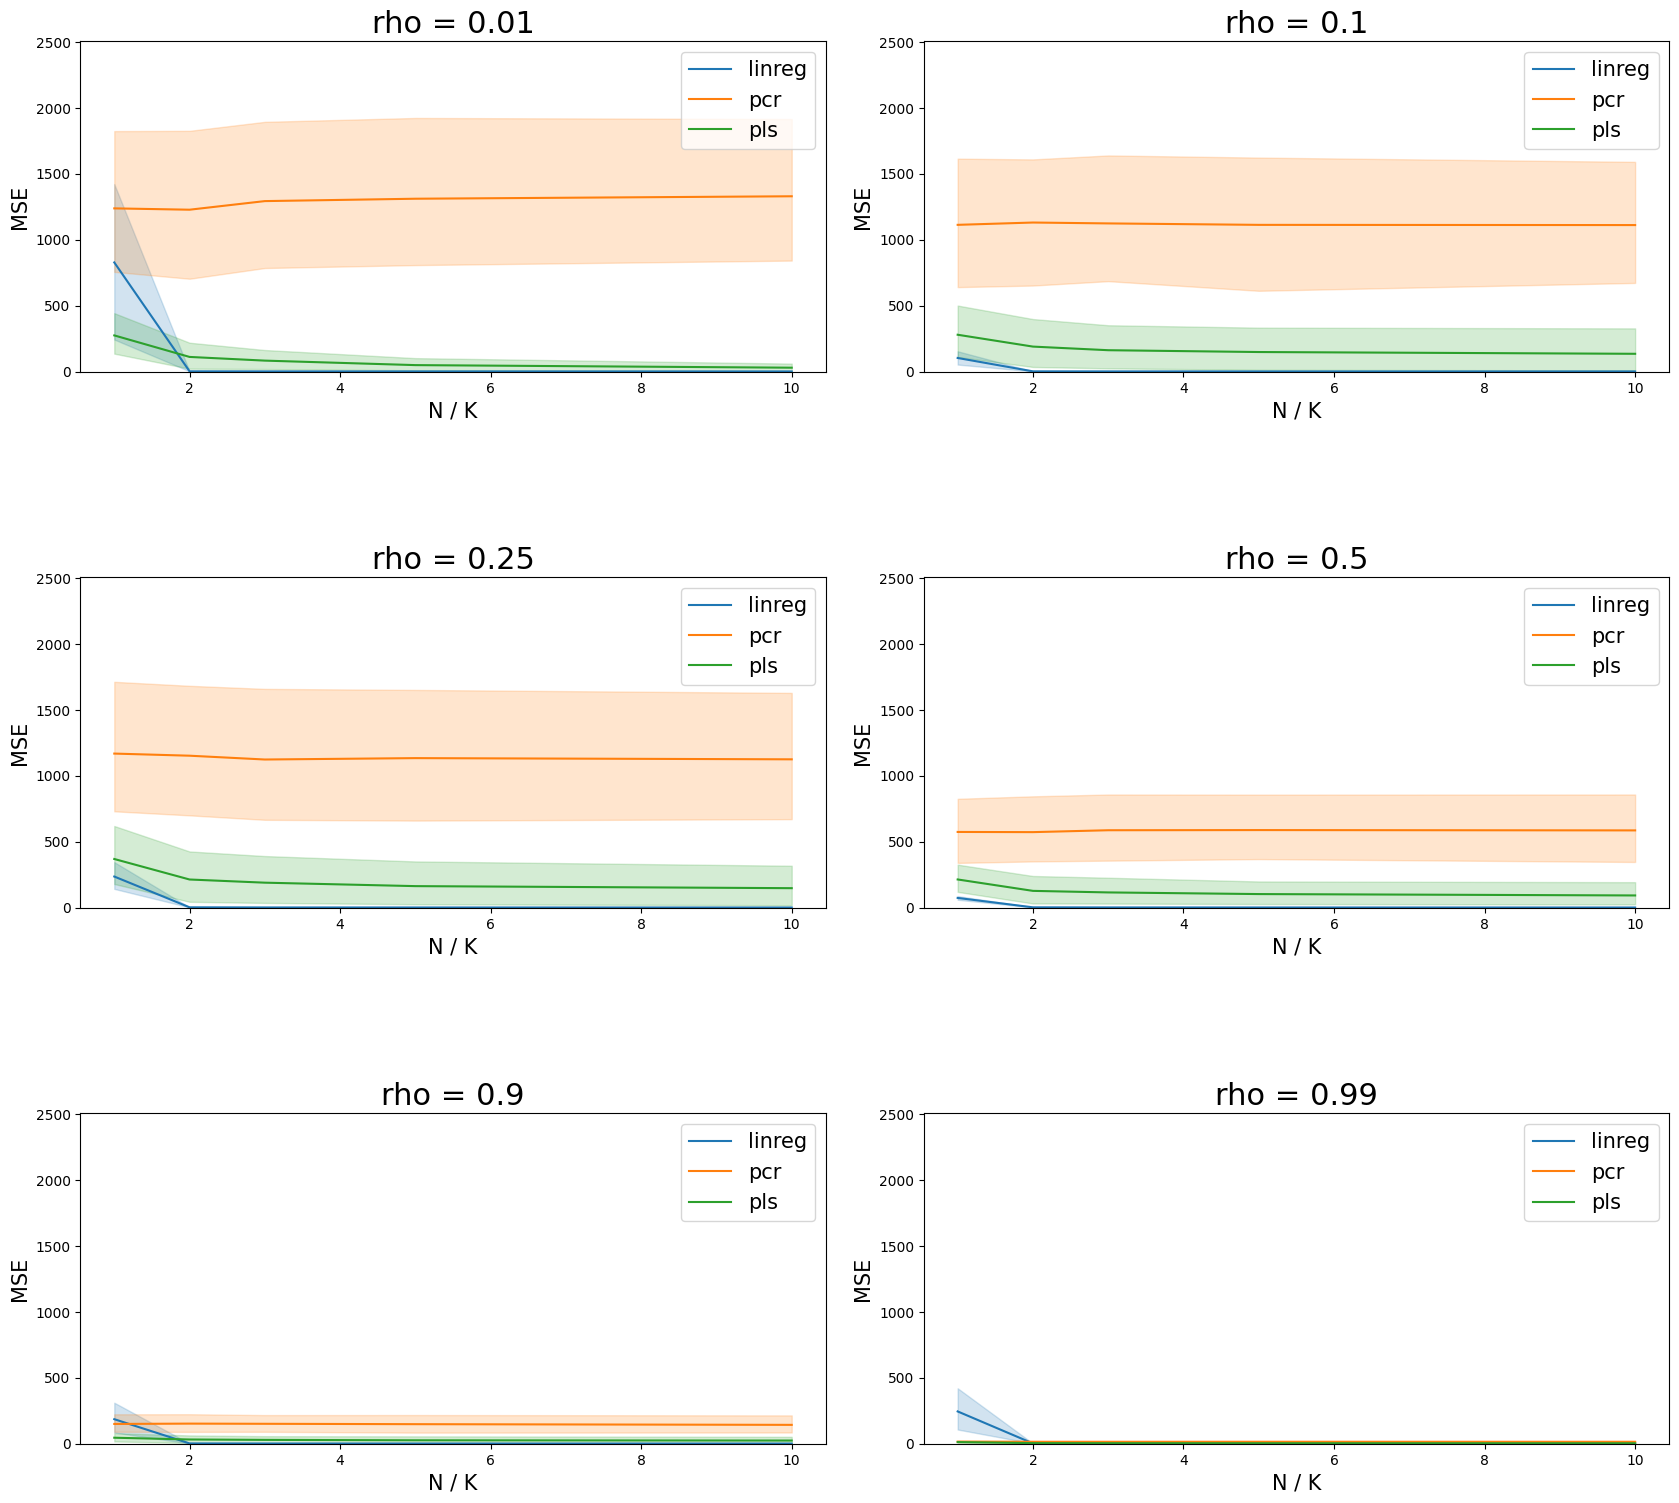 rho = 0.01
2500
2000
1500
1000
500
0
MSE
linreg
pcr
pls
2 4 6 8 10
N / K
rho = 0.1
2500
2000
1500
1000
500
0
MSE
linreg
pcr
pls
2 4 6 8 10
N / K
rho = 0.25
2500
2000
1500
1000
500
0
MSE
linreg
pcr
pls
2 4 6 8 10
N / K
rho = 0.5
2500
2000
1500
1000
500
0
MSE
linreg
pcr
pls
2 4 6 8 10
N / K
rho = 0.9
2500
2000
1500
1000
500
0
MSE
linreg
pcr
pls
2 4 6 8 10
N / K
rho = 0.99
2500
2000
1500
1000
500
0
MSE
linreg
pcr
pls
2 4 6 8 10
N / K